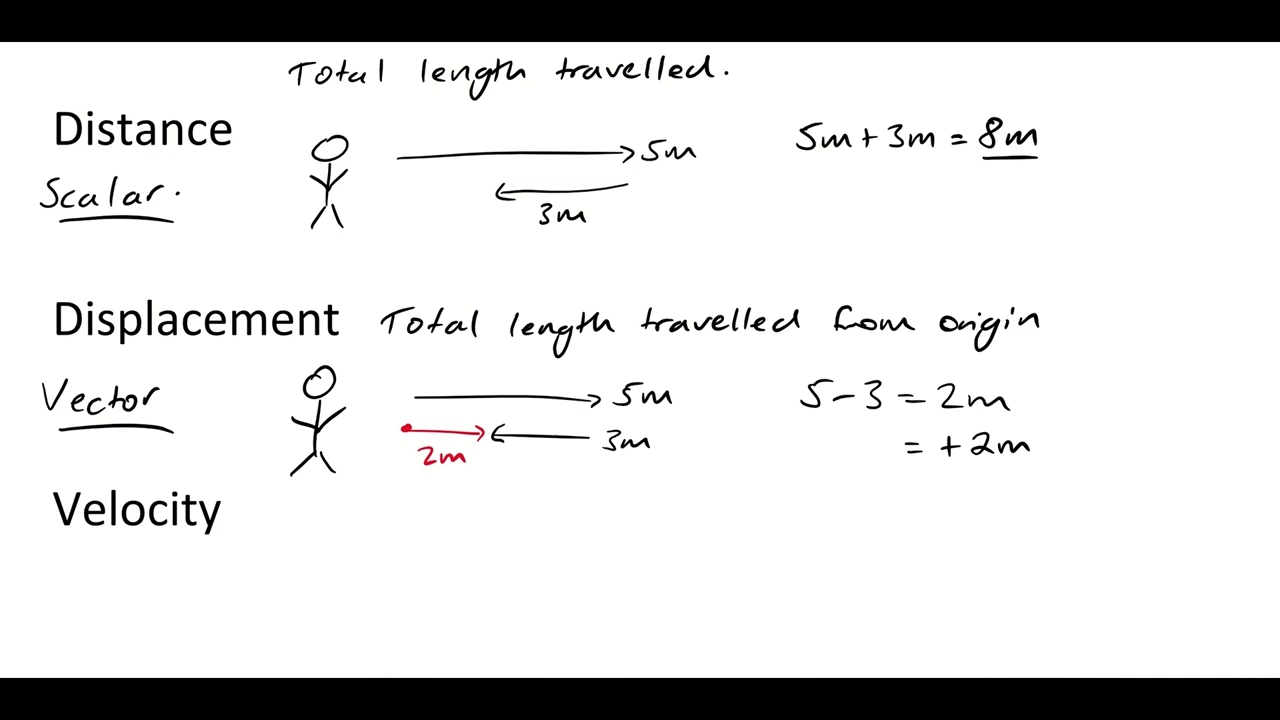 Total length travelled.
Distance
5m
5m + 3m = 8m
Scalar.
3m
Displacement Total length travelled from origin
Vector
5m
5 - 3 = 2m
3m
2m
= + 2m
Velocity